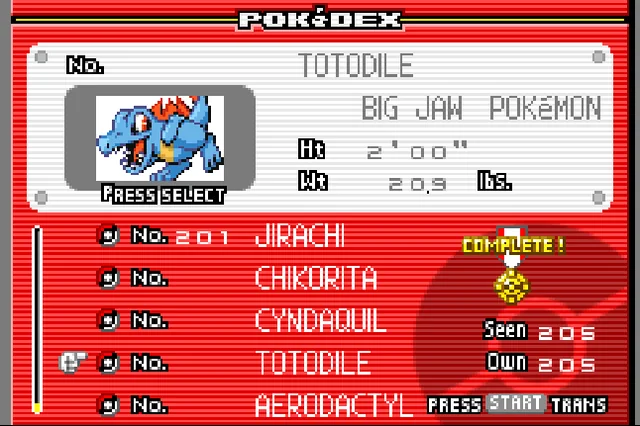 POKéDEX
No. TOTODILE
BIG JAW POKéMON
Ht 2'00"
Wt 20.9 lbs.
PRESS SELECT
No. 201 JIRACHI
COMPLETE!
No. CHIKORITA
No. CYNDAQUIL
Seen 205
No. TOTODILE
Own 205
No. AERODACTYL
PRESS START TRANS